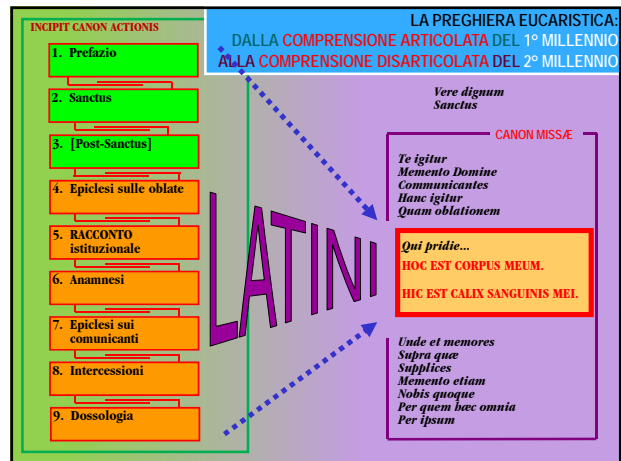 INCIPIT CANON ACTIONIS
LA PREGHIERA EUCARISTICA:
DALLA COMPRENSIONE ARTICOLATA DEL 1º MILLENNIO
ALLA COMPRENSIONE DISARTICOLATA DEL 2º MILLENNIO
1. Prefazio
2. Sanctus
3. [Post-Sanctus]
4. Epiclesi sulle oblate
5. RACCONTO
istituzionale
6. Anamnesi
7. Epiclesi sui
comunicanti
8. Intercessioni
9. Dossologia
LATINI
Vere dignum
Sanctus
CANON MISSÆ
Te igitur
Memento Domine
Communicantes
Hanc igitur
Quam oblationem
Qui pridie...
HOC EST CORPUS MEUM.
HIC EST CALIX SANGUINIS MEI.
Unde et memores
Supra quæ
Supplices
Memento etiam
Nobis quoque
Per quem hæc omnia
Per ipsum